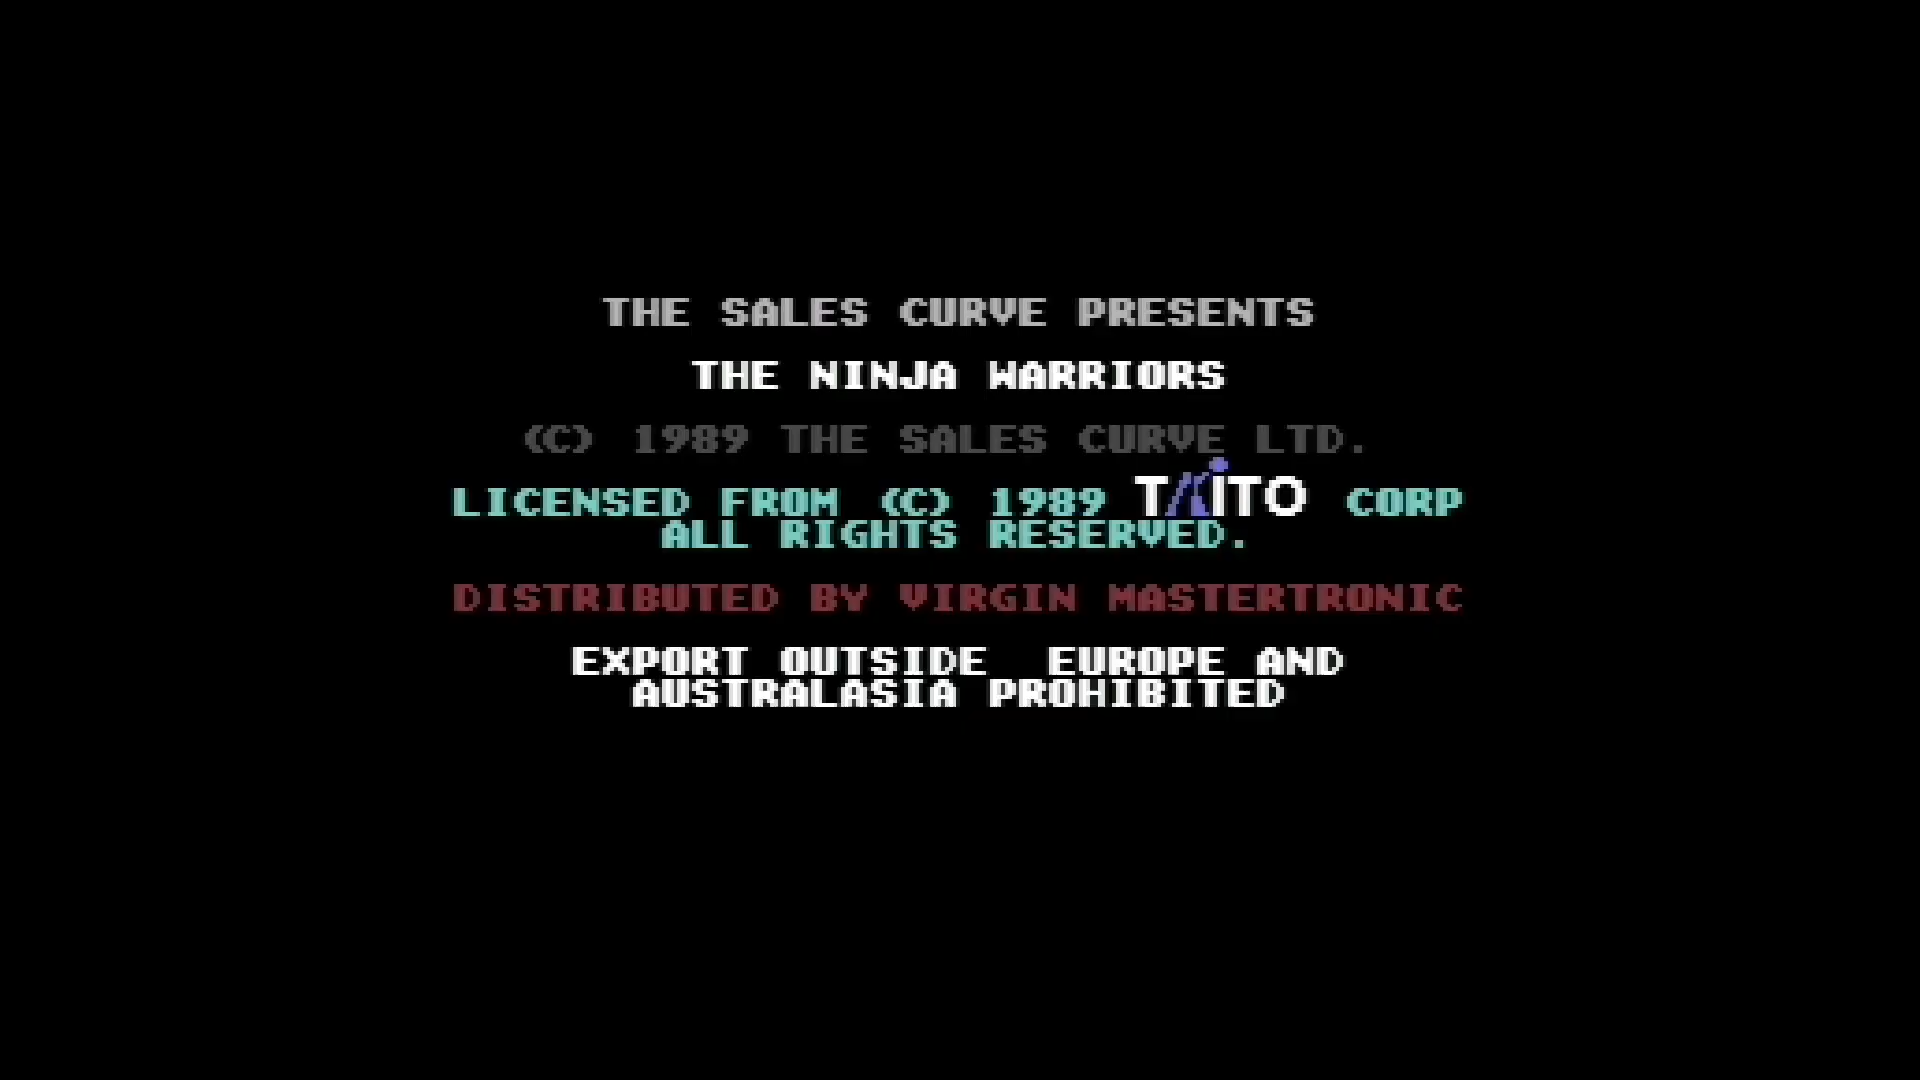 THE SALES CURVE PRESENTS
THE NINJA WARRIORS
(C) 1989 THE SALES CURVE LTD.
LICENSED FROM (C) 1989 TAITO CORP
ALL RIGHTS RESERVED.
DISTRIBUTED BY VIRGIN MASTERTRONIC
EXPORT OUTSIDE  EUROPE AND
AUSTRALASIA PROHIBITED